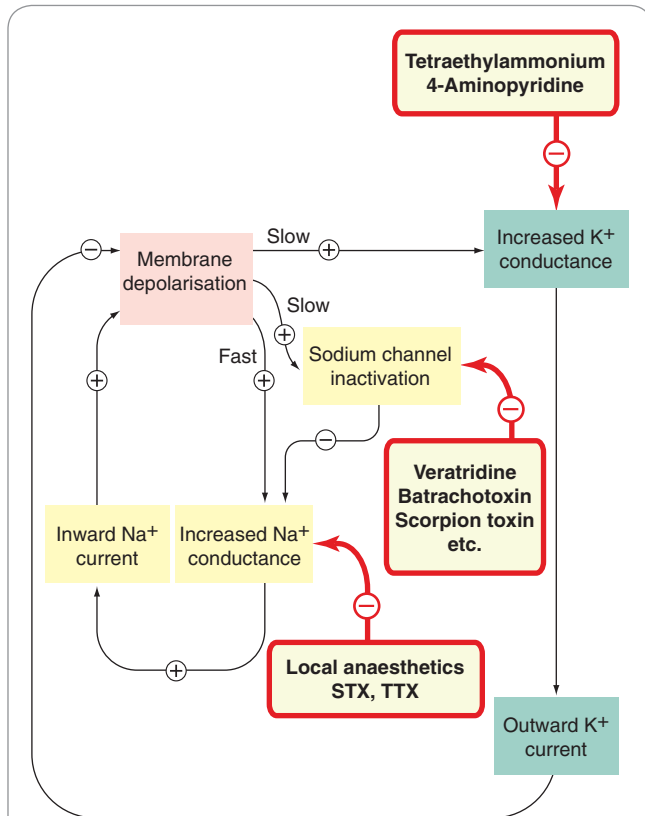 Tetraethylammonium
4-Aminopyridine
−
Increased K+
conductance
−
Slow
+
Membrane
depolarisation
Slow
+
Fast
+
+
Sodium channel
inactivation
−
−
Veratridine
Batrachotoxin
Scorpion toxin
etc.
Inward Na+
current
Increased Na+
conductance
−
+
Local anaesthetics
STX, TTX
Outward K+
current